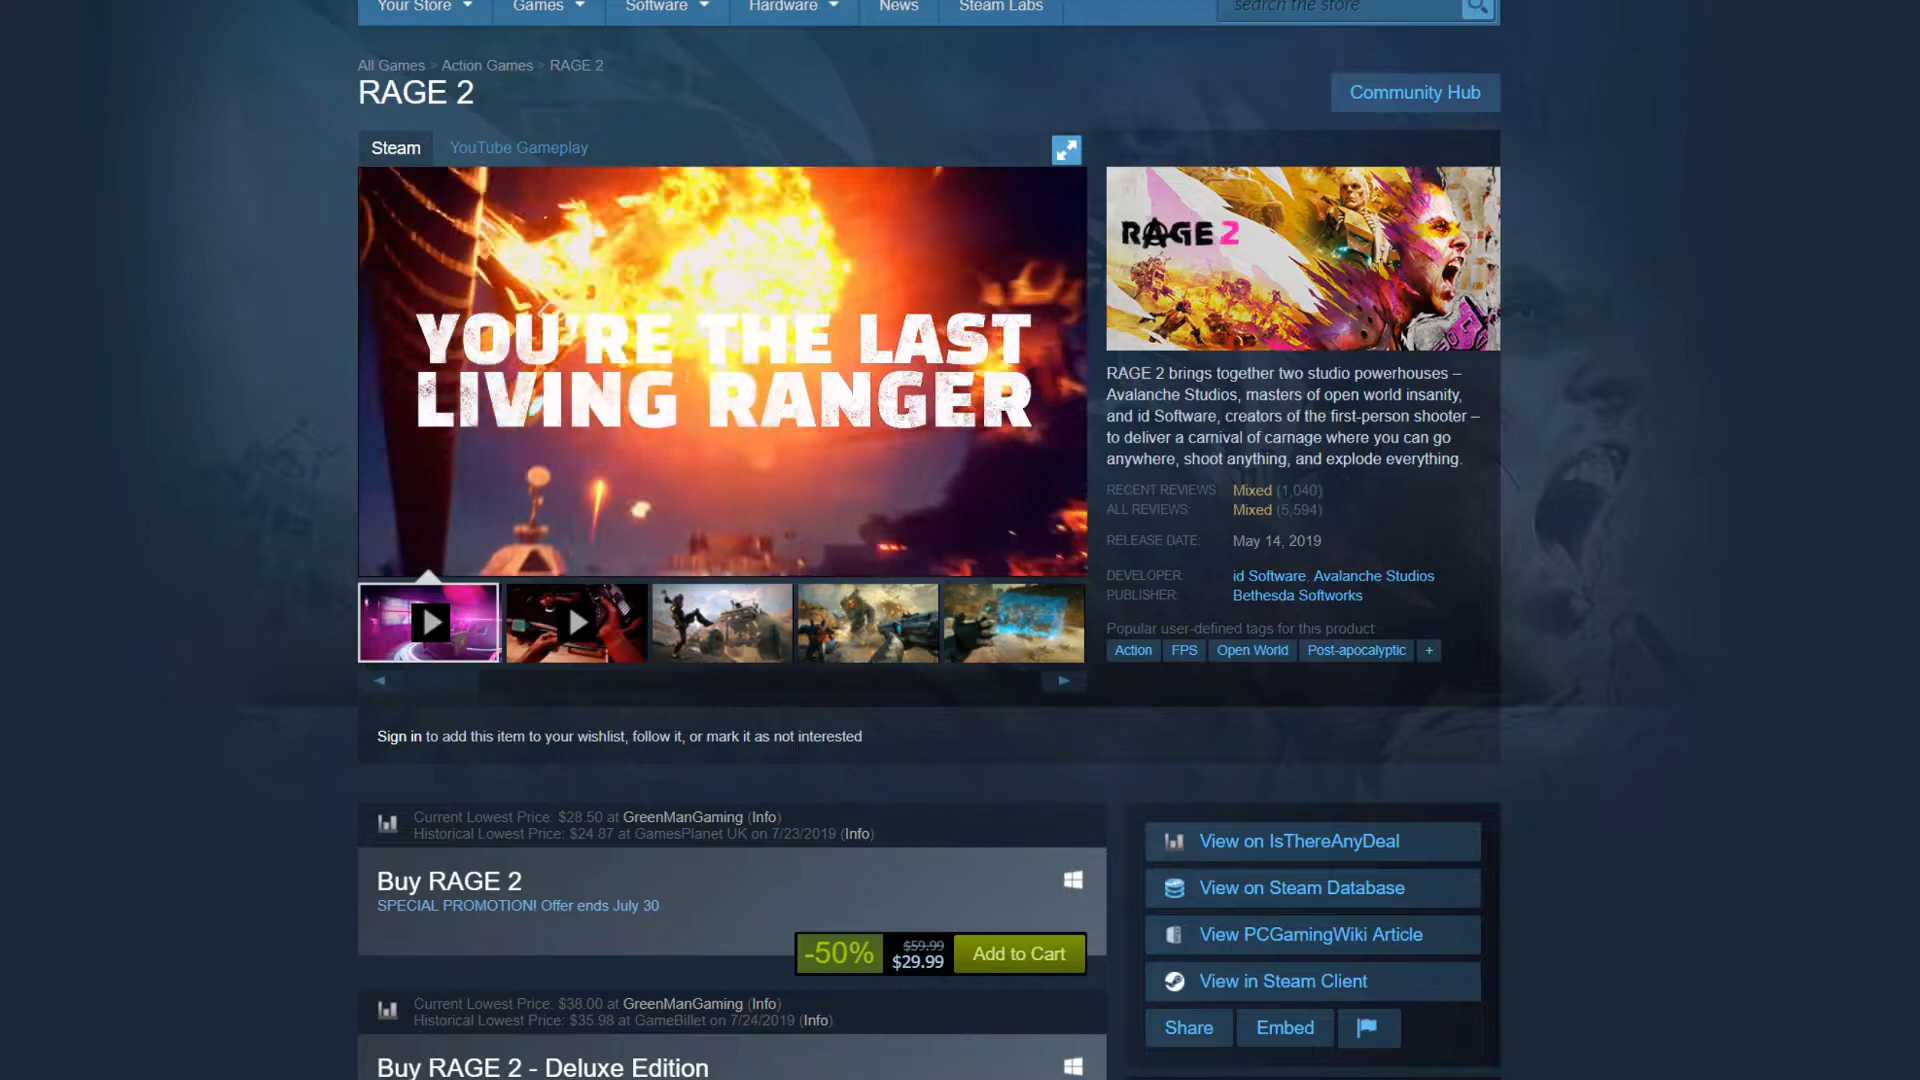 Your Store
Games
Software
Hardware
News
Steam Labs
search the store
All Games > Action Games > RAGE 2
RAGE 2
Community Hub
Steam
YouTube Gameplay
YOU'RE THE LAST
LIVING RANGER
RAGE 2
RAGE 2 brings together two studio powerhouses –
Avalanche Studios, masters of open world insanity,
and id Software, creators of the first-person shooter –
to deliver a carnival of carnage where you can go
anywhere, shoot anything, and explode everything.
RECENT REVIEWS Mixed (1,040)
ALL REVIEWS: Mixed (5,594)
RELEASE DATE: May 14, 2019
DEVELOPER: id Software, Avalanche Studios
PUBLISHER: Bethesda Softworks
Popular user-defined tags for this product
Action FPS Open World Post-apocalyptic +
Sign in to add this item to your wishlist, follow it, or mark it as not interested
Current Lowest Price: $28.50 at GreenManGaming (Info)
Historical Lowest Price: $24.87 at GamesPlanet UK on 7/23/2019 (Info)
Buy RAGE 2
SPECIAL PROMOTION! Offer ends July 30
-50%
$59.99
$29.99
Add to Cart
Current Lowest Price: $38.00 at GreenManGaming (Info)
Historical Lowest Price: $35.98 at GameBillet on 7/24/2019 (Info)
Buy RAGE 2 - Deluxe Edition
View on IsThereAnyDeal
View on Steam Database
View PCGamingWiki Article
View in Steam Client
Share
Embed